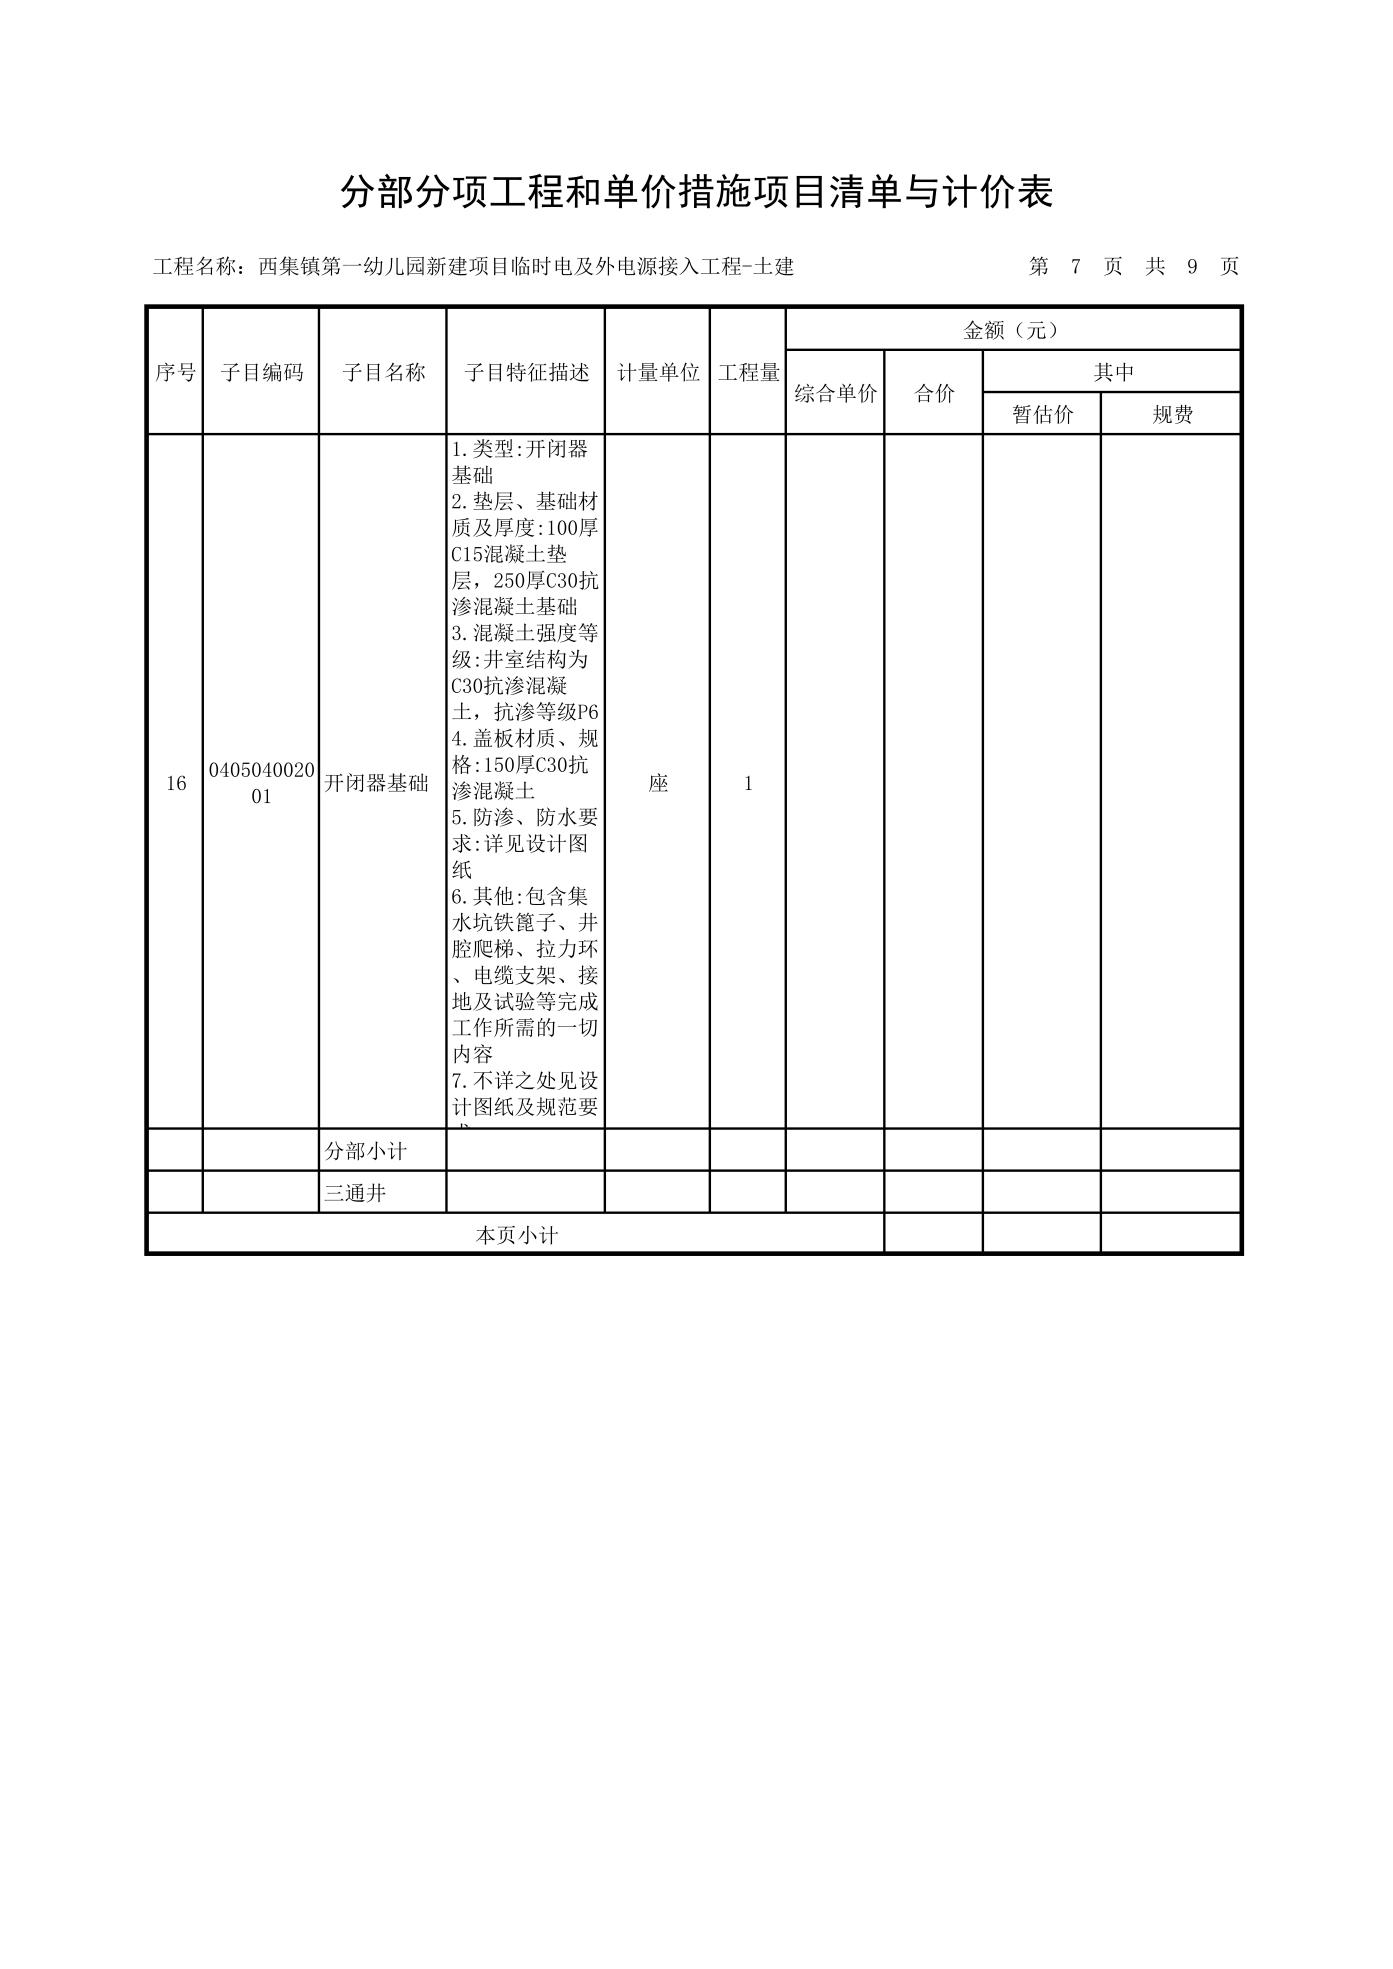 分部分项工程和单价措施项目清单与计价表
工程名称：西集镇第一幼儿园新建项目临时电及外电源接入工程-土建
第 7 页 共 9 页
序号
子目编码
子目名称
子目特征描述
计量单位
工程量
金额（元）
综合单价
合价
其中
暂估价
规费
16
0405040020
01
开闭器基础
1.类型:开闭器
基础
2.垫层、基础材
质及厚度:100厚
C15混凝土垫
层，250厚C30抗
渗混凝土基础
3.混凝土强度等
级:井室结构为
C30抗渗混凝
土，抗渗等级P6
4.盖板材质、规
格:150厚C30抗
渗混凝土
5.防渗、防水要
求:详见设计图
纸
6.其他:包含集
水坑铁篦子、井
腔爬梯、拉力环
、电缆支架、接
地及试验等完成
工作所需的一切
内容
7.不详之处见设
计图纸及规范要
座
1
分部小计
三通井
本页小计